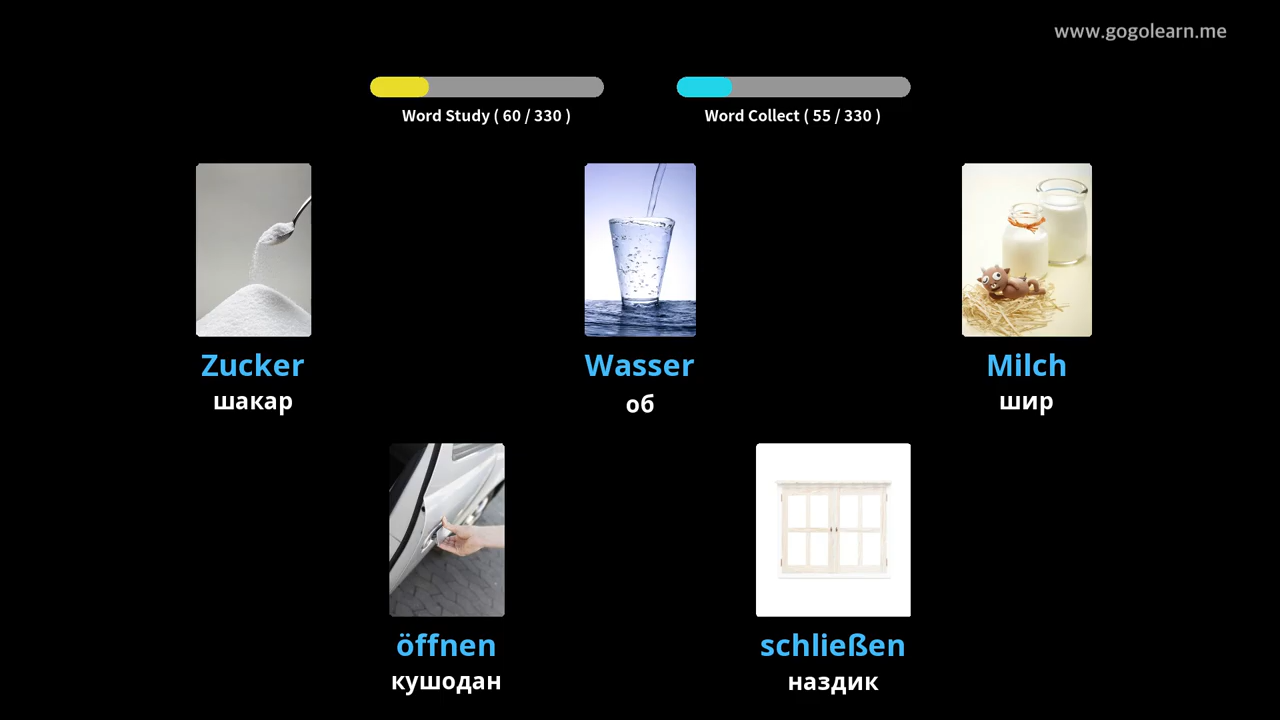 www.gogolearn.me
Word Study ( 60 / 330 )
Word Collect ( 55 / 330 )
Zucker
шакар
Wasser
об
Milch
шир
öffnen
кушодан
schließen
наздик